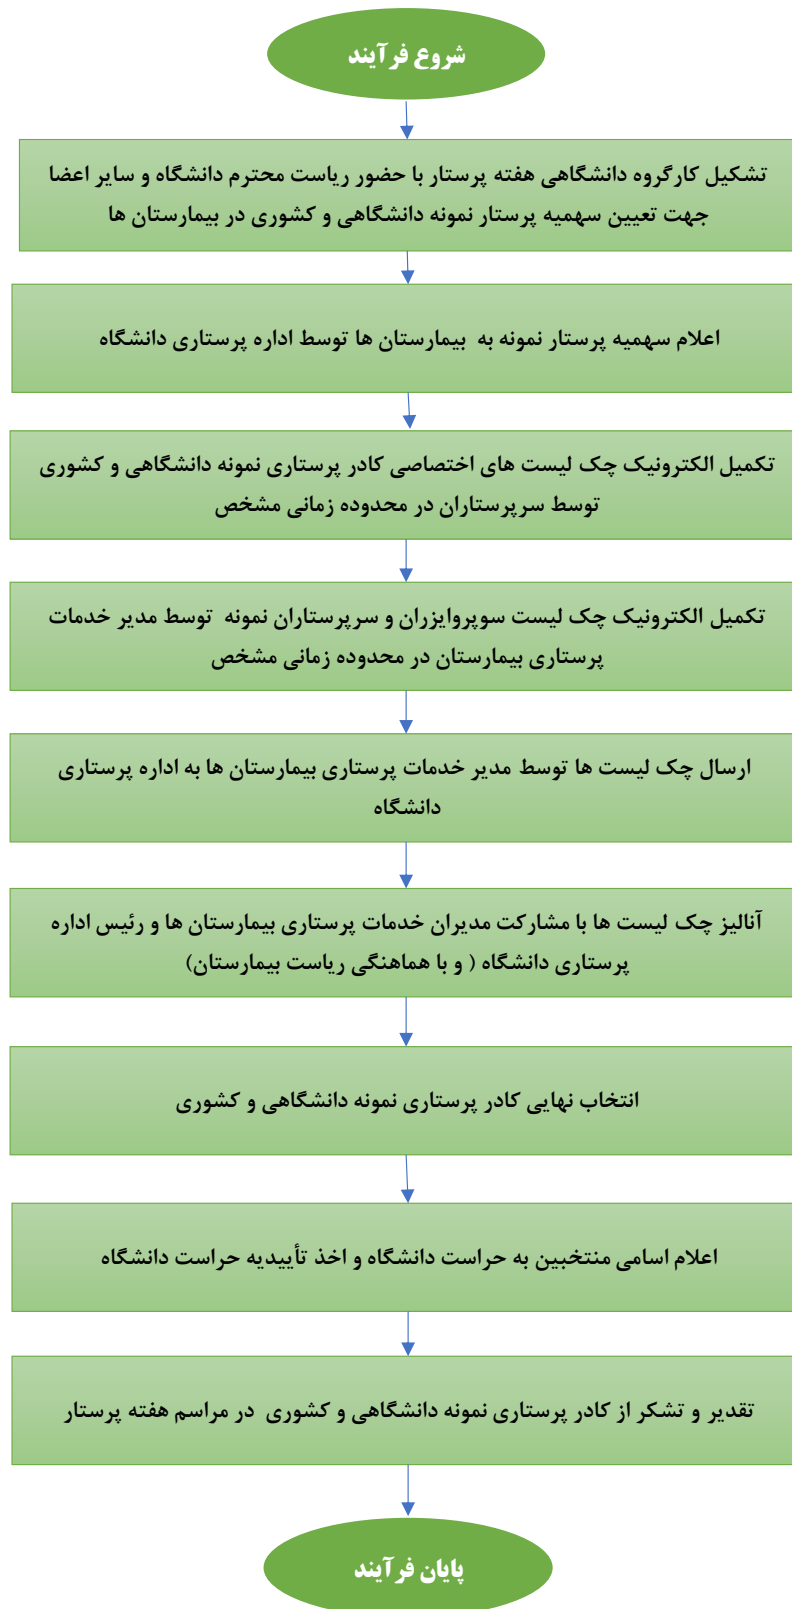 شروع فرآیند
تشکیل کارگروه دانشگاهی هفته پرستار با حضور ریاست محترم دانشگاه و سایر اعضا
جهت تعیین سهمیه پرستار نمونه دانشگاهی و کشوری در بیمارستان ها
اعلام سهمیه پرستار نمونه به بیمارستان ها توسط اداره پرستاری دانشگاه
تکمیل الکترونیک چک لیست های اختصاصی کادر پرستاری نمونه دانشگاهی و کشوری
توسط سرپرستاران در محدوده زمانی مشخص
تکمیل الکترونیک چک لیست سوپروایزران و سرپرستاران نمونه توسط مدیر خدمات
پرستاری بیمارستان در محدوده زمانی مشخص
ارسال چک لیست ها توسط مدیر خدمات پرستاری بیمارستان ها به اداره پرستاری
دانشگاه
آنالیز چک لیست ها با مشارکت مدیران خدمات پرستاری بیمارستان ها و رئیس اداره
پرستاری دانشگاه ( و با هماهنگی ریاست بیمارستان)
انتخاب نهایی کادر پرستاری نمونه دانشگاهی و کشوری
اعلام اسامی منتخبین به حراست دانشگاه و اخذ تأییدیه حراست دانشگاه
تقدیر و تشکر از کادر پرستاری نمونه دانشگاهی و کشوری در مراسم هفته پرستار
پایان فرآیند